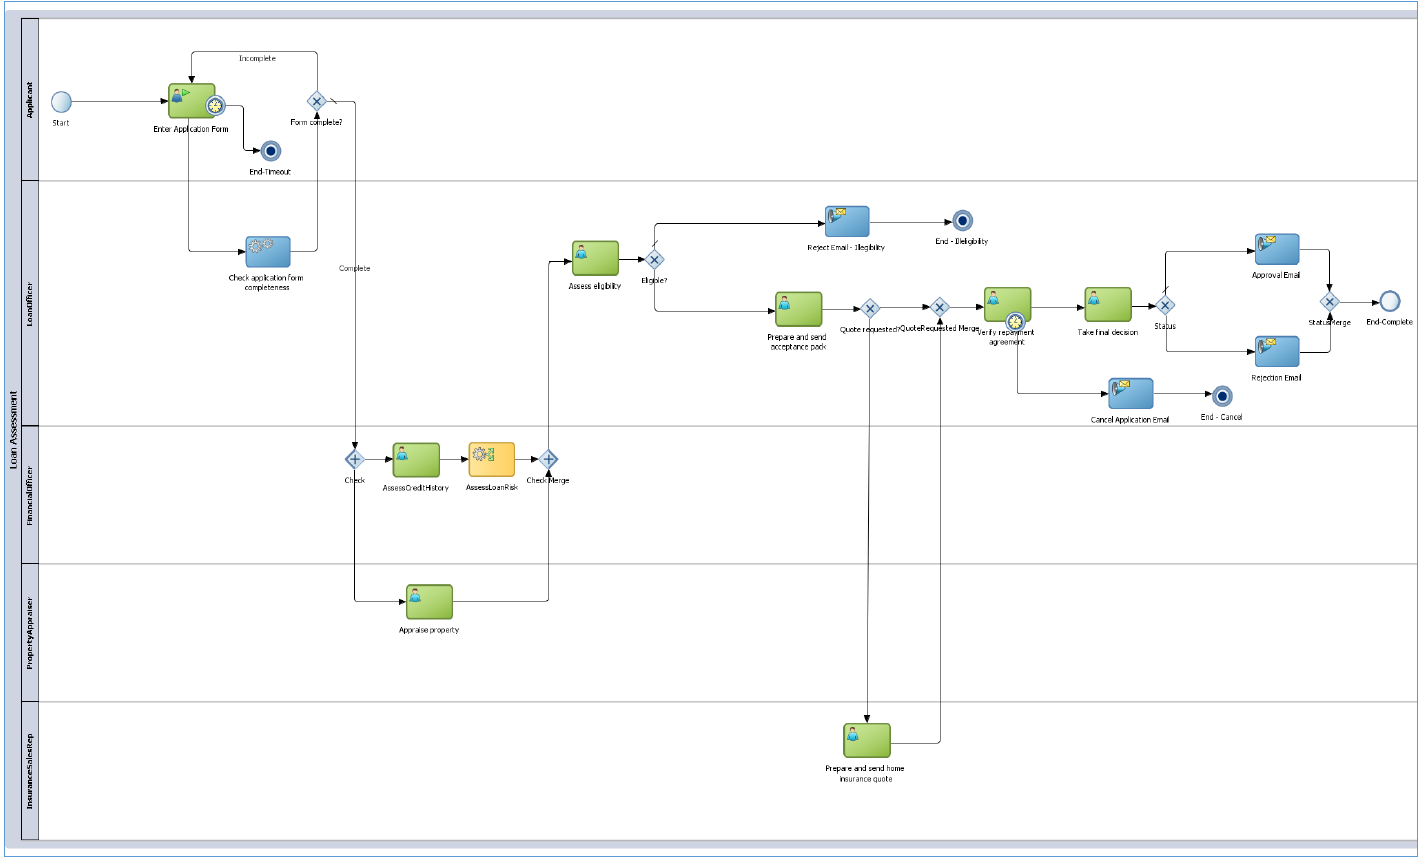 Loan Assessment
Applicant
Incomplete
Start
Enter Application Form
Form complete?
End-Timeout
LoanOfficer
Check application form
completeness
Complete
Assess eligibility
Eligible?
Reject Email - Illegibility
End - Ileligibility
Prepare and send
acceptance pack
Quote requested?
QuoteRequested Merge
Verify repayment
agreement
Take final decision
Status
Approval Email
StatusMerge
End-Complete
Rejection Email
Cancel Application Email
End - Cancel
FinancialOfficer
Check
AssessCreditHistory
AssessLoanRisk
Check Merge
PropertyAppraiser
Appraise property
InsuranceSalesRep
Prepare and send home
insurance quote